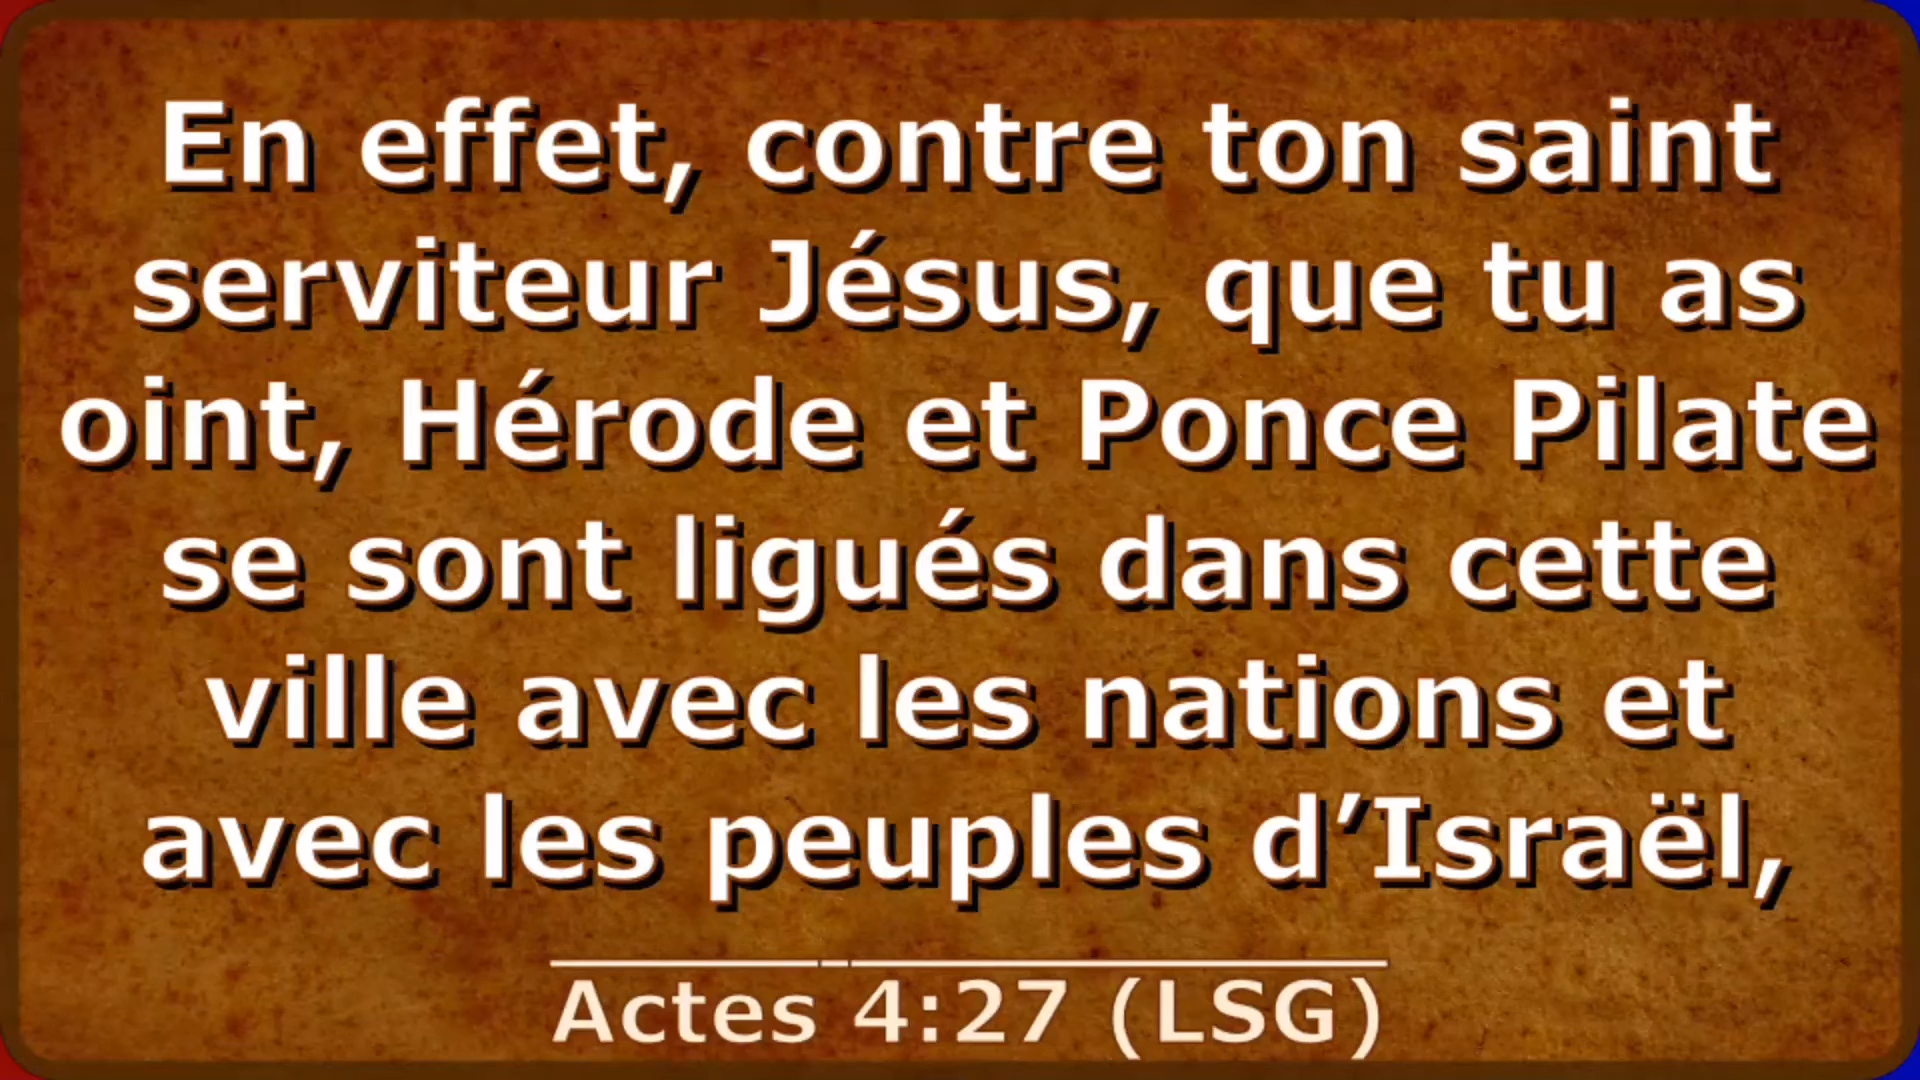 En effet, contre ton saint
serviteur Jésus, que tu as
oint, Hérode et Ponce Pilate
se sont ligués dans cette
ville avec les nations et
avec les peuples d’Israël,
Actes 4:27 (LSG)